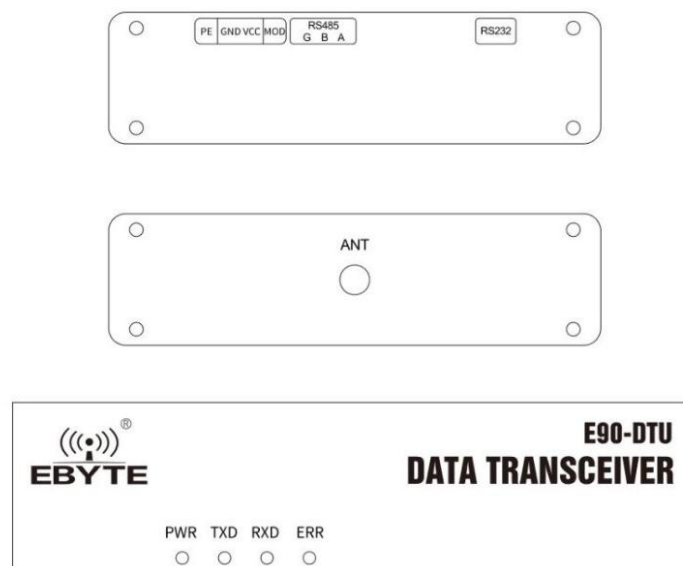 PE GND VCC MOD RS485 RS232
G B A
ANT
®
EBYTE
E90-DTU
DATA TRANSCEIVER
PWR TXD RXD ERR